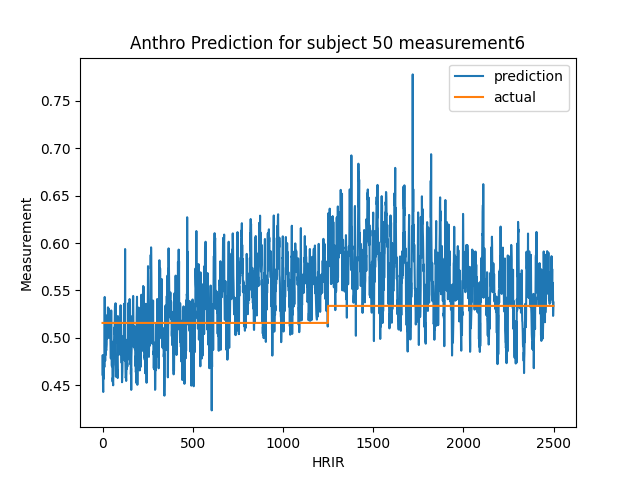 Anthro Prediction for subject 50 measurement6
prediction
actual
Measurement
0.75
0.70
0.65
0.60
0.55
0.50
0.45
0 500 1000 1500 2000 2500
HRIR